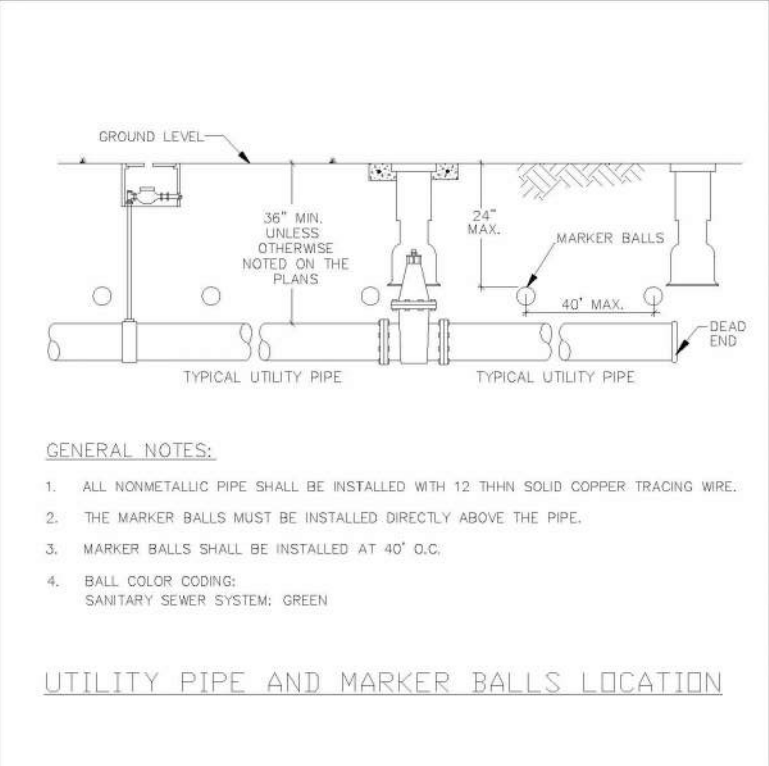 GROUND LEVEL
36" MIN.
UNLESS
OTHERWISE
NOTED ON THE
PLANS
24"
MAX.
MARKER BALLS
40' MAX.
DEAD
END
TYPICAL UTILITY PIPE
TYPICAL UTILITY PIPE
GENERAL NOTES:
1. ALL NONMETALLIC PIPE SHALL BE INSTALLED WITH 12 THHN SOLID COPPER TRACING WIRE.
2. THE MARKER BALLS MUST BE INSTALLED DIRECTLY ABOVE THE PIPE.
3. MARKER BALLS SHALL BE INSTALLED AT 40' O.C.
4. BALL COLOR CODING:
SANITARY SEWER SYSTEM: GREEN
UTILITY PIPE AND MARKER BALLS LOCATION